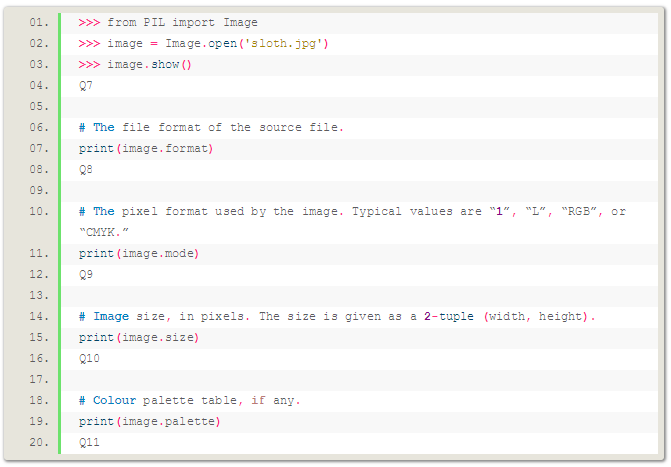 01. >>> from PIL import Image
02. >>> image = Image.open('sloth.jpg')
03. >>> image.show()
04. Q7
05.
06. # The file format of the source file.
07. print(image.format)
08. Q8
09.
10. # The pixel format used by the image. Typical values are “1”, “L”, “RGB”, or
“CMYK.”
11. print(image.mode)
12. Q9
13.
14. # Image size, in pixels. The size is given as a 2-tuple (width, height).
15. print(image.size)
16. Q10
17.
18. # Colour palette table, if any.
19. print(image.palette)
20. Q11